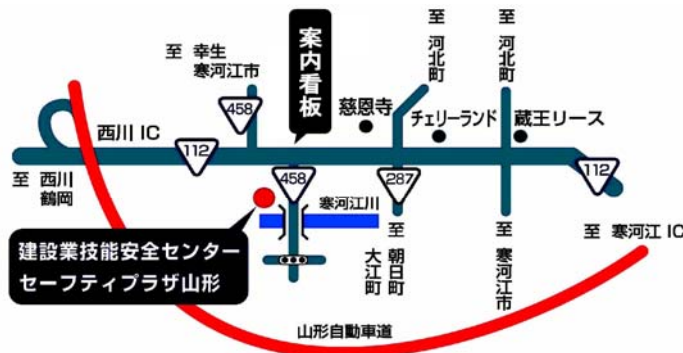 至 幸生
寒河江市
案内看板
至 河北町
至 河北町
458
慈恩寺
チェリーランド
蔵王リース
西川 IC
112
458
287
112
至 西川
鶴岡
寒河江川
建設業技能安全センター
セーフティプラザ山形
至 朝日町
大江町
至 寒河江市
至 寒河江 IC
山形自動車道